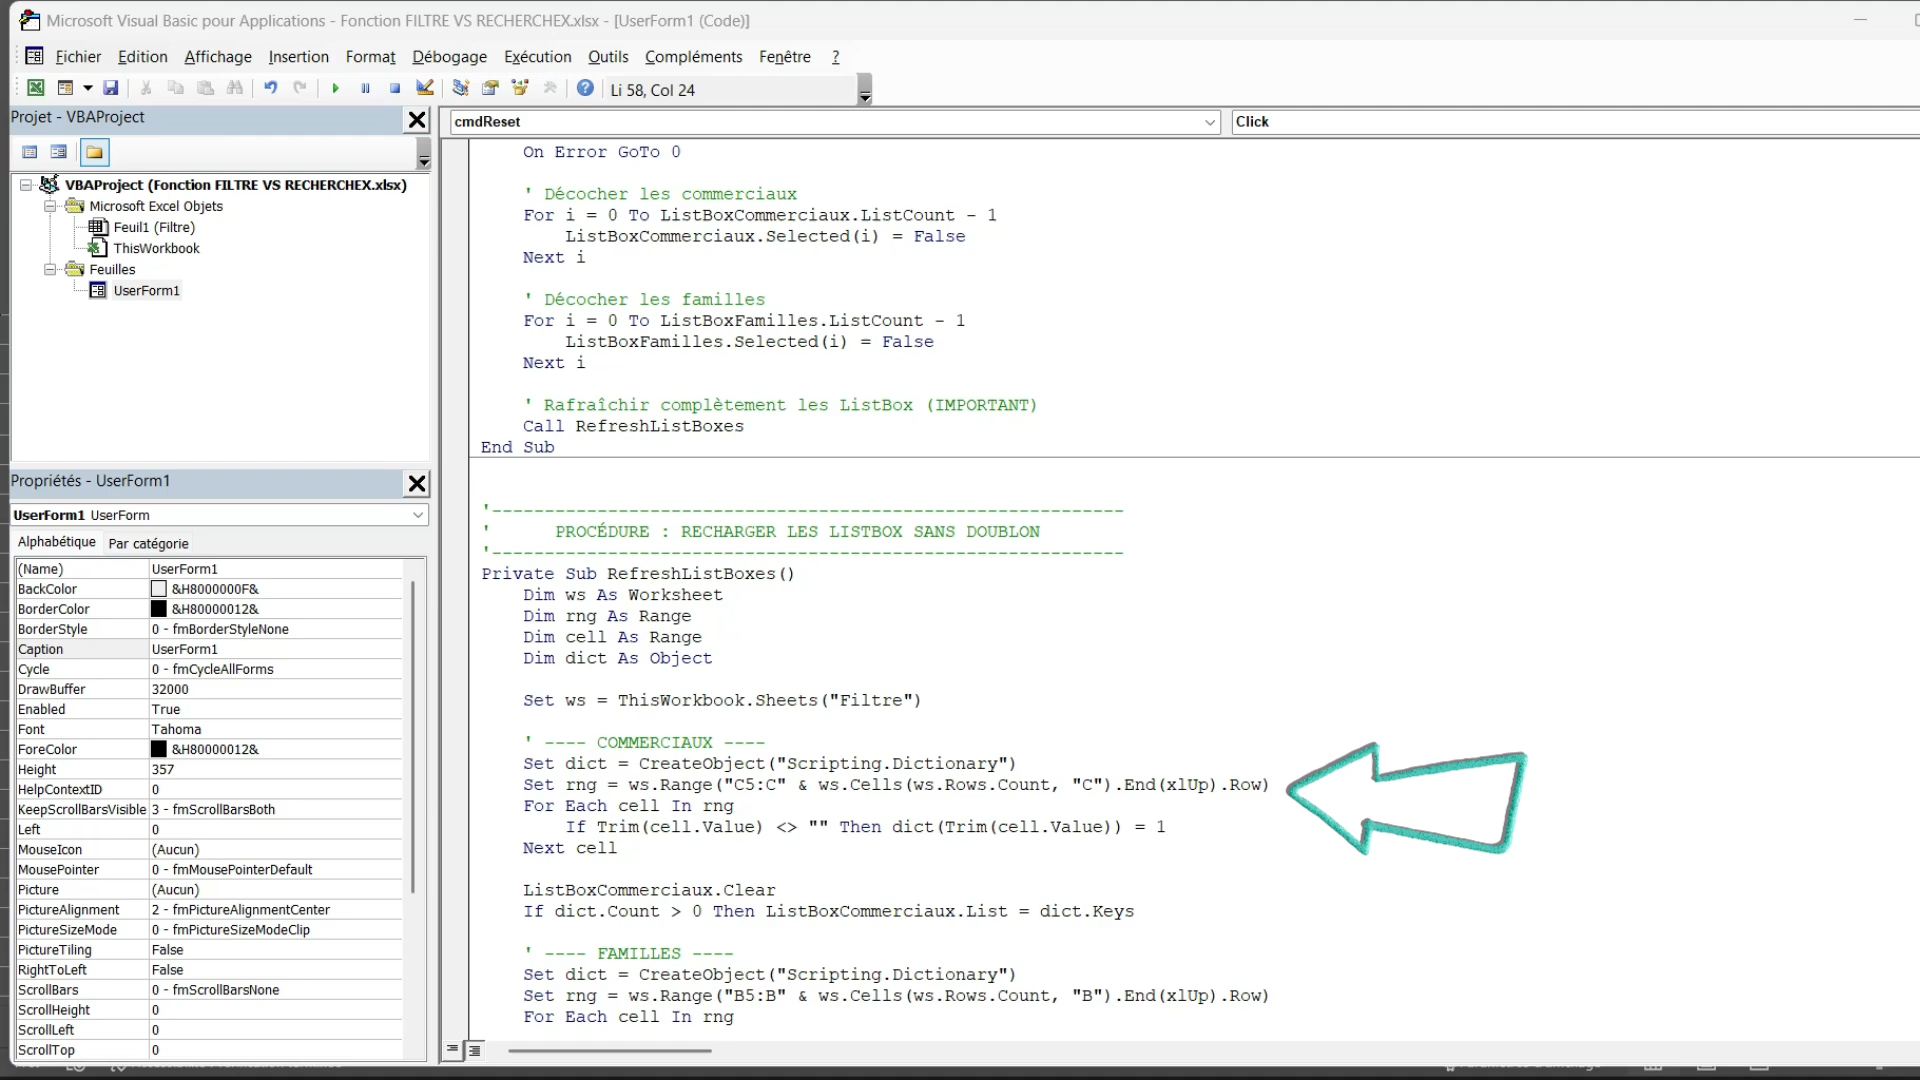 Microsoft Visual Basic pour Applications - Fonction FILTRE VS RECHERCHEX.xlsx - [UserForm1 (Code)]
Fichier Edition Affichage Insertion Format Débogage Exécution Outils Compléments Fenêtre ?
Li 58, Col 24
Projet - VBAProject
VBAProject (Fonction FILTRE VS RECHERCHEX.xlsx)
Microsoft Excel Objets
Feuil1 (Filtre)
ThisWorkbook
Feuilles
UserForm1
Propriétés - UserForm1
UserForm1 UserForm
Alphabétique Par catégorie
(Name) UserForm1
BackColor &H8000000F&
BorderColor &H80000012&
BorderStyle 0 - fmBorderStyleNone
Caption UserForm1
Cycle 0 - fmCycleAllForms
DrawBuffer 32000
Enabled True
Font Tahoma
ForeColor &H80000012&
Height 357
HelpContextID 0
KeepScrollBarsVisible 3 - fmScrollBarsBoth
Left 0
MouseIcon (Aucun)
MousePointer 0 - fmMousePointerDefault
Picture (Aucun)
PictureAlignment 2 - fmPictureAlignmentCenter
PictureSizeMode 0 - fmPictureSizeModeClip
PictureTiling False
RightToLeft False
ScrollBars 0 - fmScrollBarsNone
ScrollHeight 0
ScrollLeft 0
ScrollTop 0
cmdReset Click
On Error GoTo 0
' Décocher les commerciaux
For i = 0 To ListBoxCommerciaux.ListCount - 1
ListBoxCommerciaux.Selected(i) = False
Next i
' Décocher les familles
For i = 0 To ListBoxFamilles.ListCount - 1
ListBoxFamilles.Selected(i) = False
Next i
' Rafraîchir complètement les ListBox (IMPORTANT)
Call RefreshListBoxes
End Sub
'------------------------------------------------------------
' PROCÉDURE : RECHARGER LES LISTBOX SANS DOUBLON
'------------------------------------------------------------
Private Sub RefreshListBoxes()
Dim ws As Worksheet
Dim rng As Range
Dim cell As Range
Dim dict As Object
Set ws = ThisWorkbook.Sheets("Filtre")
' ---- COMMERCIAUX ----
Set dict = CreateObject("Scripting.Dictionary")
Set rng = ws.Range("C5:C" & ws.Cells(ws.Rows.Count, "C").End(xlUp).Row)
For Each cell In rng
If Trim(cell.Value) <> "" Then dict(Trim(cell.Value)) = 1
Next cell
ListBoxCommerciaux.Clear
If dict.Count > 0 Then ListBoxCommerciaux.List = dict.Keys
' ---- FAMILLES ----
Set dict = CreateObject("Scripting.Dictionary")
Set rng = ws.Range("B5:B" & ws.Cells(ws.Rows.Count, "B").End(xlUp).Row)
For Each cell In rng